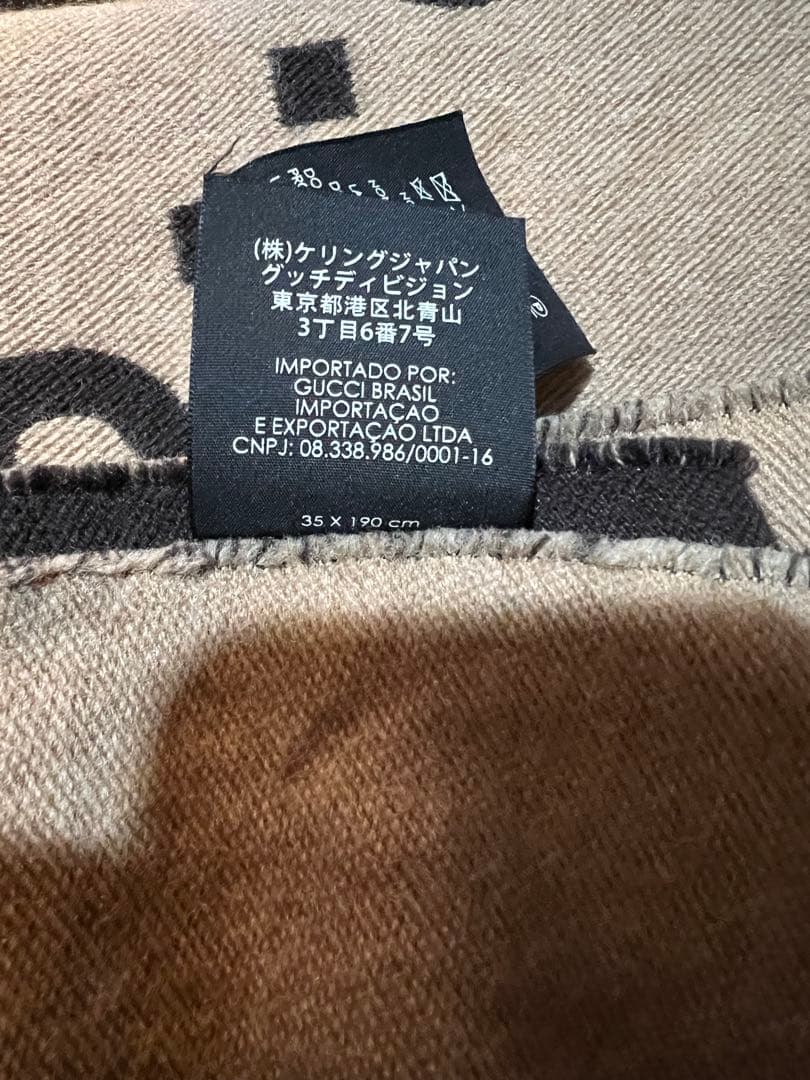 (株)ケリングジャパン
グッチディビジョン
東京都港区北青山
3丁目6番7号
IMPORTADO POR:
GUCCI BRASIL
IMPORTAÇAO
E EXPORTAÇAO LTDA
CNPJ: 08.338.986/0001-16
35 X 190 cm